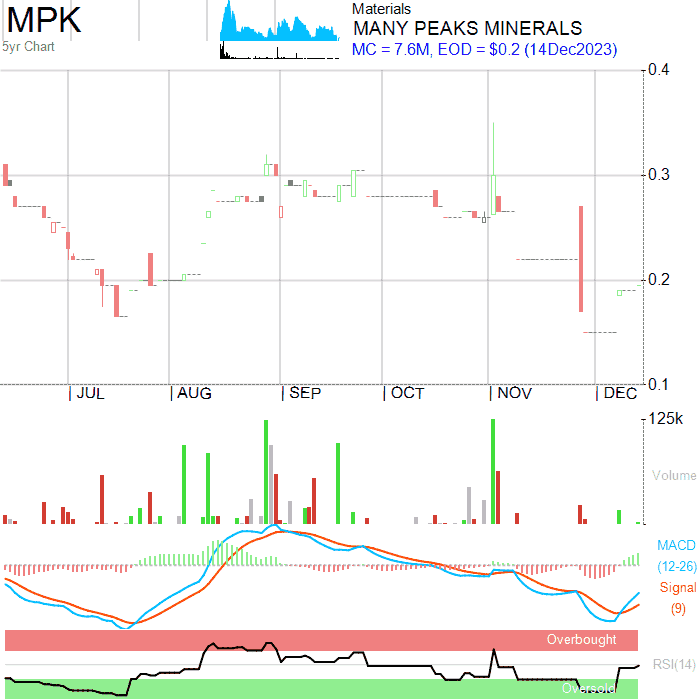 MPK
5yr Chart
Materials
MANY PEAKS MINERALS
MC = 7.6M, EOD = $0.2 (14Dec2023)
0.4
0.3
0.2
0.1
JUL AUG SEP OCT NOV DEC
125k
Volume
MACD
(12-26)
Signal
(9)
Overbought
RSI(14)
Oversold